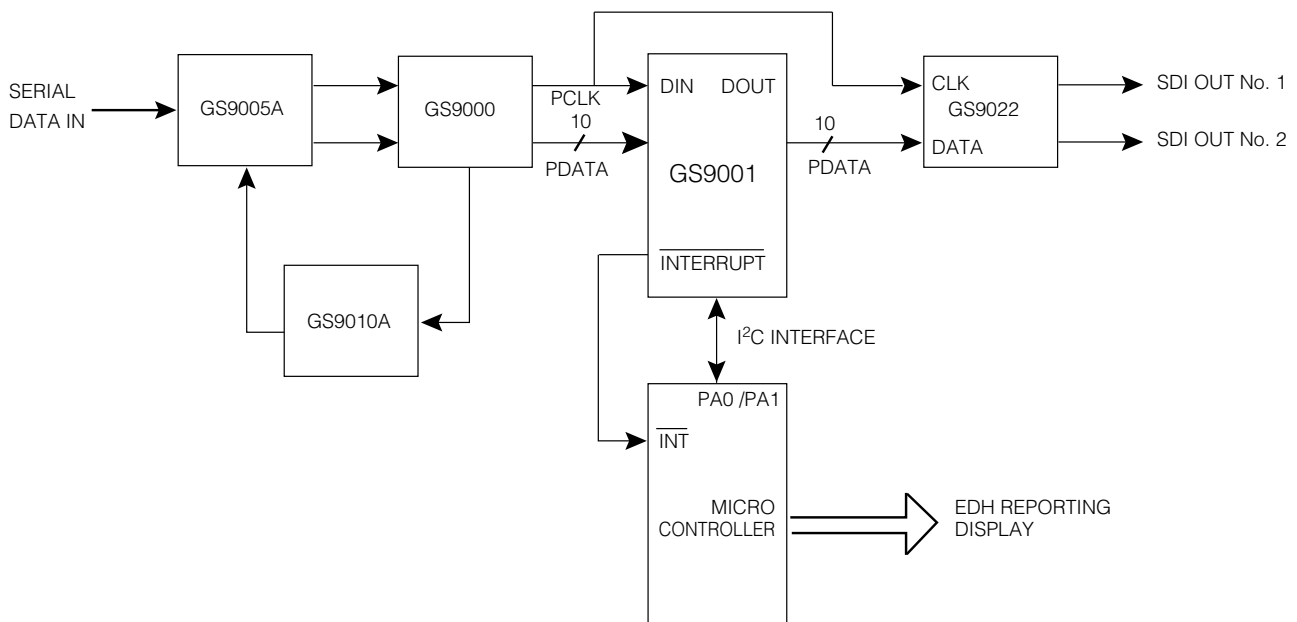 SERIAL
DATA IN
GS9005A
GS9000
GS9010A
PCLK
10
PDATA
DIN DOUT
GS9001
INTERRUPT
10
PDATA
CLK
GS9022
DATA
SDI OUT No. 1
SDI OUT No. 2
I²C INTERFACE
PA0 /PA1
INT
MICRO
CONTROLLER
EDH REPORTING
DISPLAY